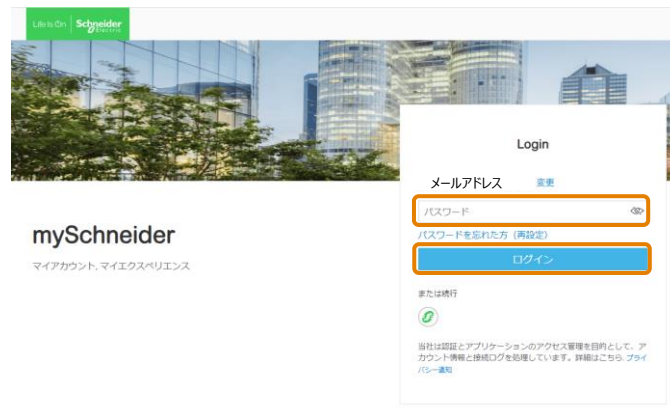 Life Is On
Schneider
Electric
Login
メールアドレス 変更
パスワード
パスワードを忘れた方（再設定）
ログイン
または続行
mySchneider
マイアカウント, マイエクスペリエンス
当社は認証とアプリケーションのアクセス管理を目的として、ア
カウント情報と接続ログを処理しています。詳細はこちら. プライ
バシー通知